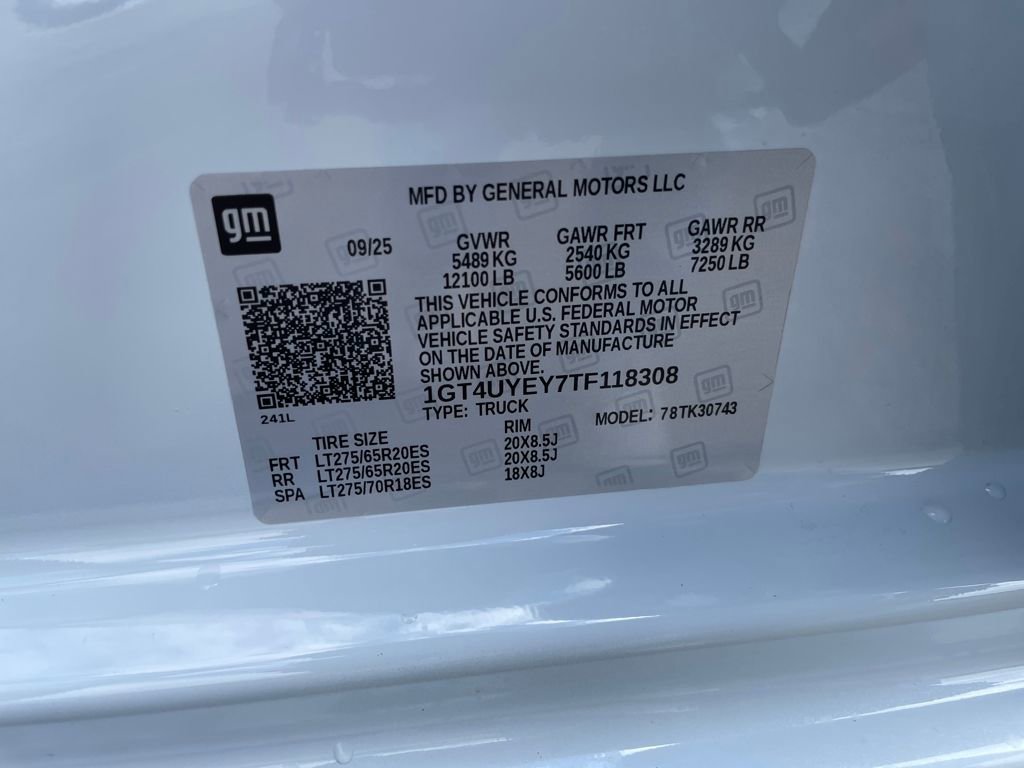 MFD BY GENERAL MOTORS LLC
gm
09/25
GVWR GAWR FRT GAWR RR
5489 KG 2540 KG 3289 KG
12100 LB 5600 LB 7250 LB
THIS VEHICLE CONFORMS TO ALL
APPLICABLE U.S. FEDERAL MOTOR
VEHICLE SAFETY STANDARDS IN EFFECT
ON THE DATE OF MANUFACTURE
SHOWN ABOVE.
1GT4UYEY7TF118308
TYPE: TRUCK MODEL: 78TK30743
241L
TIRE SIZE RIM
FRT LT275/65R20ES 20X8.5J
RR LT275/65R20ES 20X8.5J
SPA LT275/70R18ES 18X8J